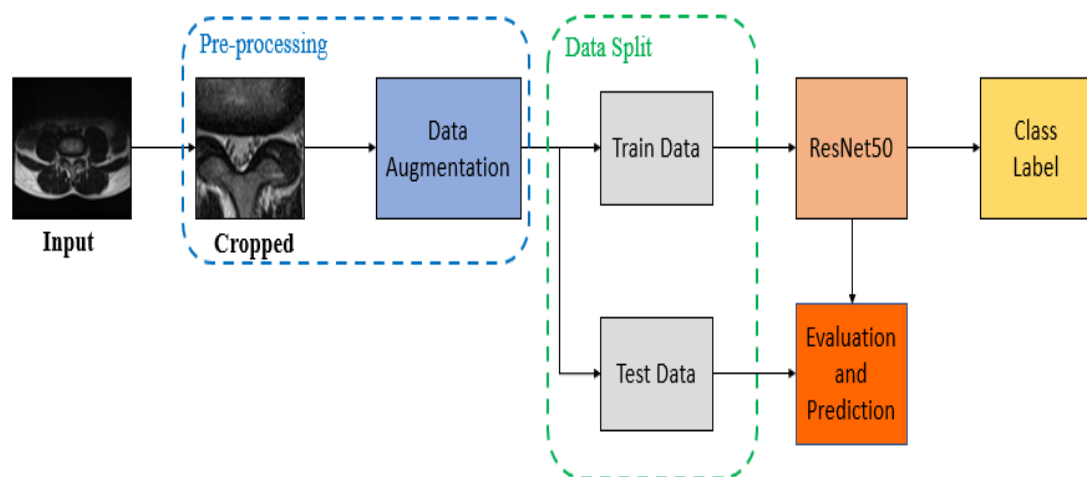 Pre-processing
Data Split
Input
Cropped
Data
Augmentation
Train Data
ResNet50
Class
Label
Test Data
Evaluation
and
Prediction